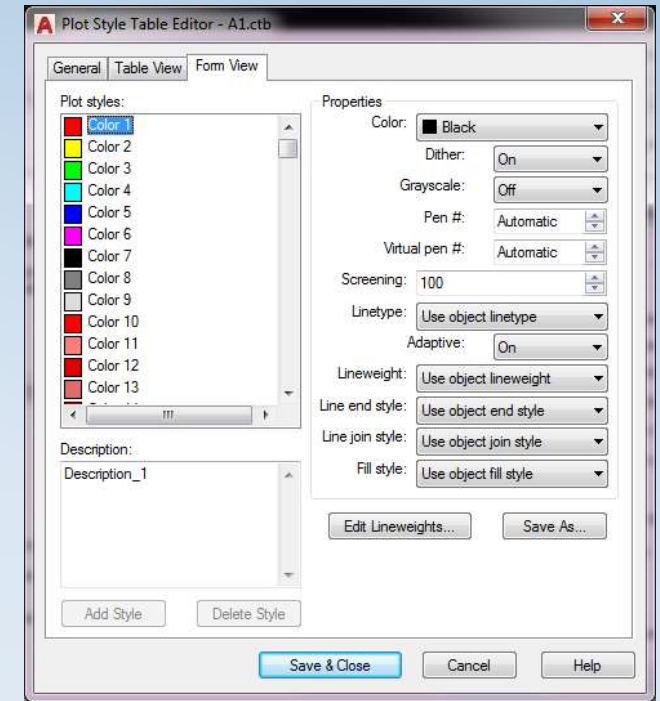 Plot Style Table Editor - A1.ctb
General Table View Form View
Plot styles:
Color 1
Color 2
Color 3
Color 4
Color 5
Color 6
Color 7
Color 8
Color 9
Color 10
Color 11
Color 12
Color 13
Description:
Description_1
Add Style Delete Style
Properties
Color: Black
Dither: On
Grayscale: Off
Pen #: Automatic
Virtual pen #: Automatic
Screening: 100
Linetype: Use object linetype
Adaptive: On
Lineweight: Use object lineweight
Line end style: Use object end style
Line join style: Use object join style
Fill style: Use object fill style
Edit Lineweights... Save As...
Save & Close Cancel Help